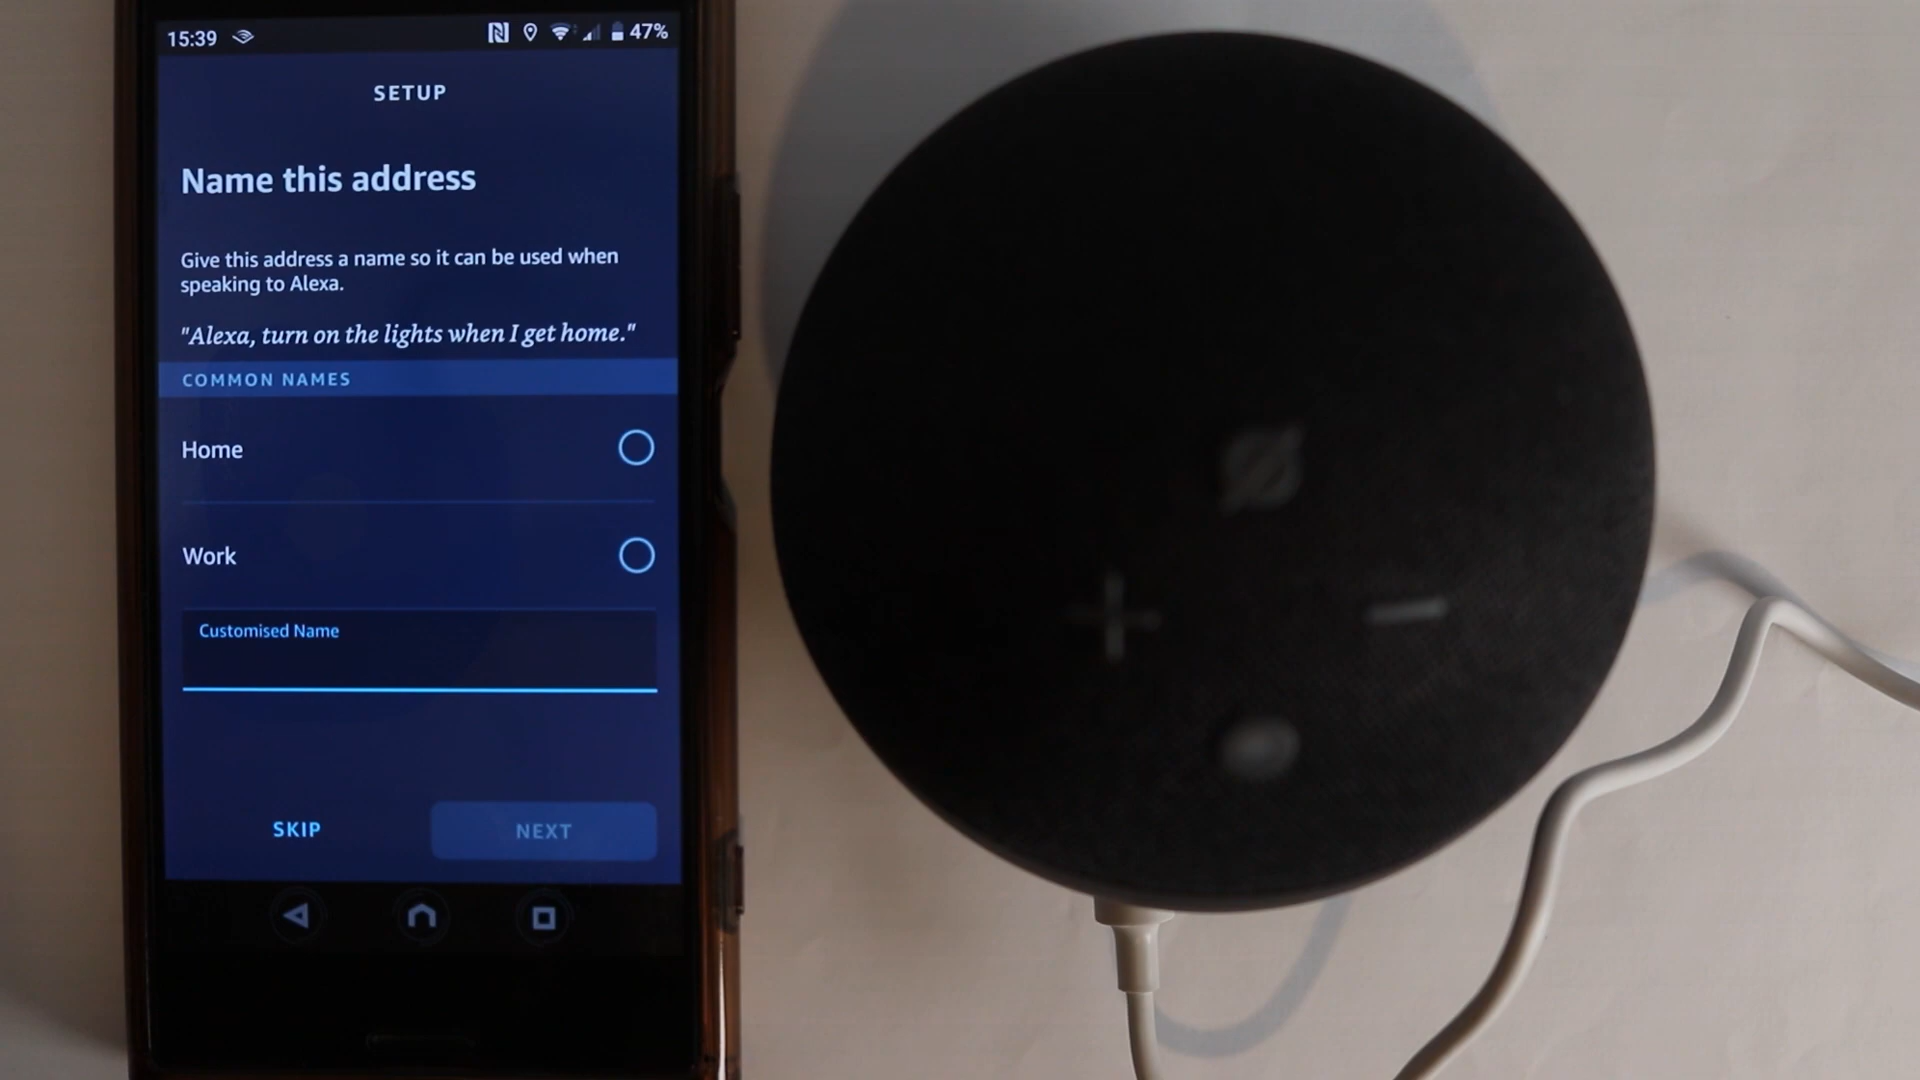 15:39
47%
SETUP
Name this address
Give this address a name so it can be used when
speaking to Alexa.
"Alexa, turn on the lights when I get home."
COMMON NAMES
Home
Work
Customised Name
SKIP
NEXT